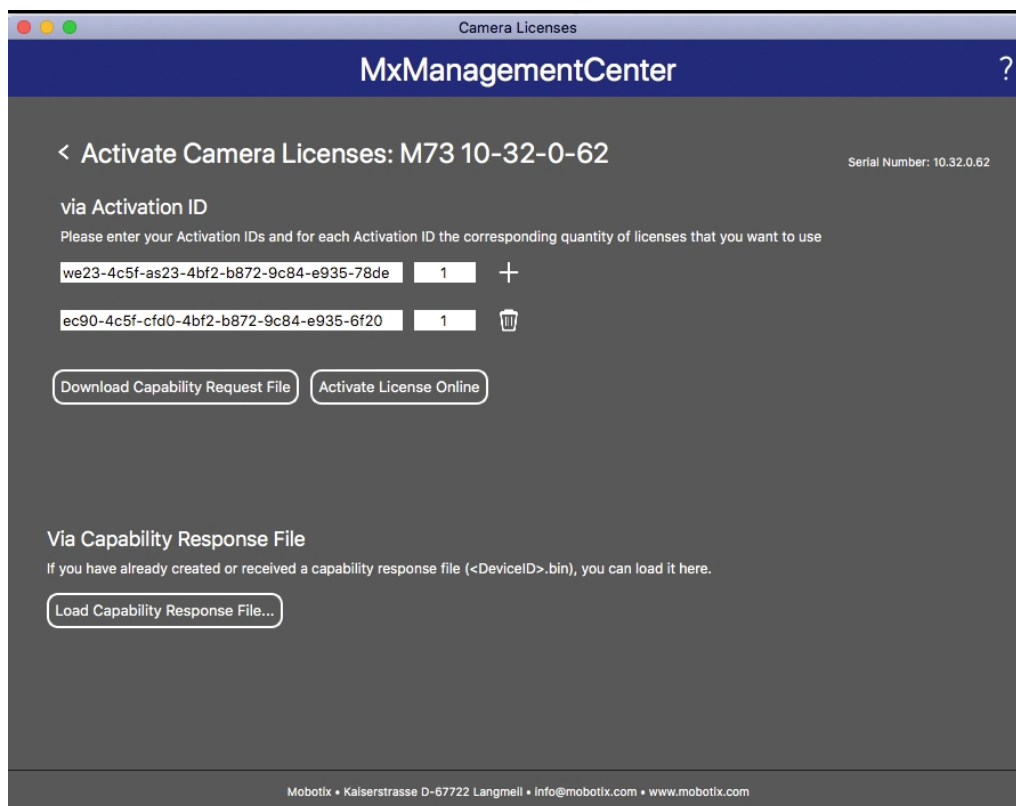 Camera Licenses
MxManagementCenter
?
< Activate Camera Licenses: M73 10-32-0-62
Serial Number: 10.32.0.62
via Activation ID
Please enter your Activation IDs and for each Activation ID the corresponding quantity of licenses that you want to use
we23-4c5f-as23-4bf2-b872-9c84-e935-78de 1 +
ec90-4c5f-cfd0-4bf2-b872-9c84-e935-6f20 1
Download Capability Request File Activate License Online
Via Capability Response File
If you have already created or received a capability response file (<DeviceID>.bin), you can load it here.
Load Capability Response File...
Mobotix • Kaiserstrasse D-67722 Langmeil • info@mobotix.com • www.mobotix.com